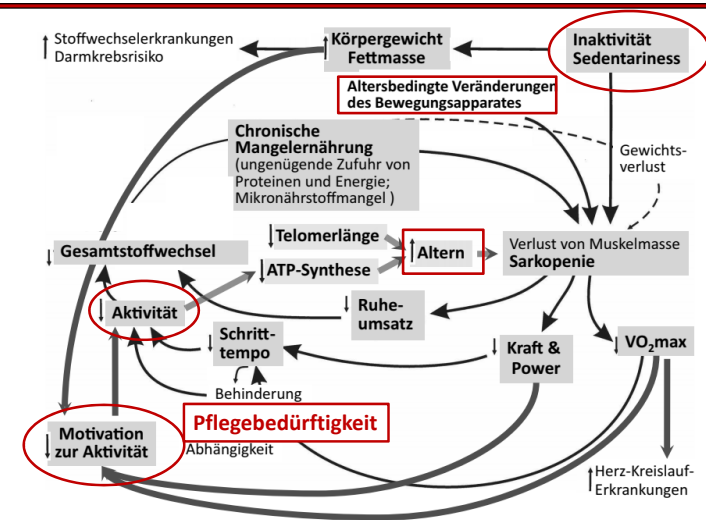 ↑ Stoffwechselerkrankungen
Darmkrebsrisiko
↑ Körpergewicht
Fettmasse
Inaktivität
Sedentariness
Altersbedingte Veränderungen
des Bewegungsapparates
Chronische
Mangelernährung
(ungenügende Zufuhr von
Proteinen und Energie;
Mikronährstoffmangel )
Gewichts-
verlust
↓ Gesamtstoffwechsel
↓ Telomerlänge
↓ ATP-Synthese
↑ Altern
Verlust von Muskelmasse
Sarkopenie
↓ Aktivität
↓ Ruhe-
umsatz
↓ Schritt-
tempo
↓ Kraft &
Power
↓ VO₂max
Behinderung
Pflegebedürftigkeit
↓ Motivation
zur Aktivität
Abhängigkeit
↑ Herz-Kreislauf-
Erkrankungen